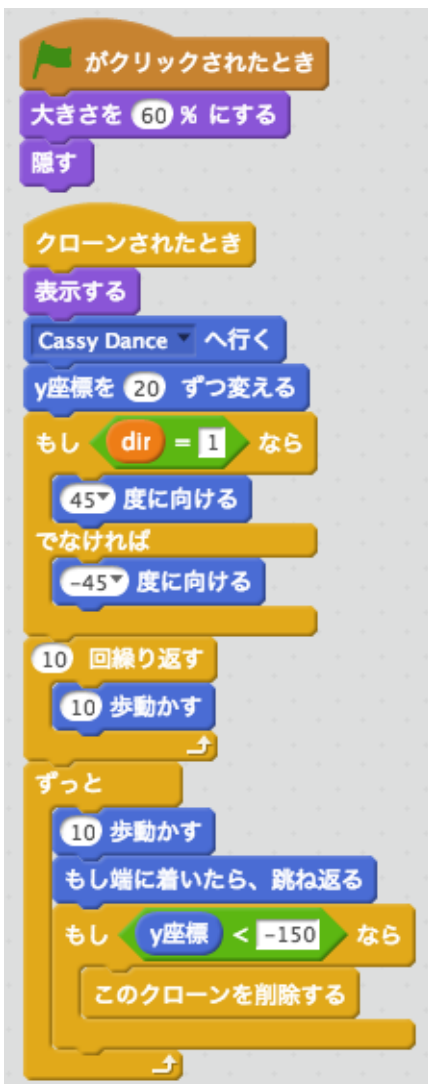 がクリックされたとき
大きさを 60 % にする
隠す
クローンされたとき
表示する
Cassy Dance へ行く
y座標を 20 ずつ変える
もし dir = 1 なら
45 度に向ける
でなければ
-45 度に向ける
10 回繰り返す
10 歩動かす
ずっと
10 歩動かす
もし端に着いたら、跳ね返る
もし y座標 < -150 なら
このクローンを削除する